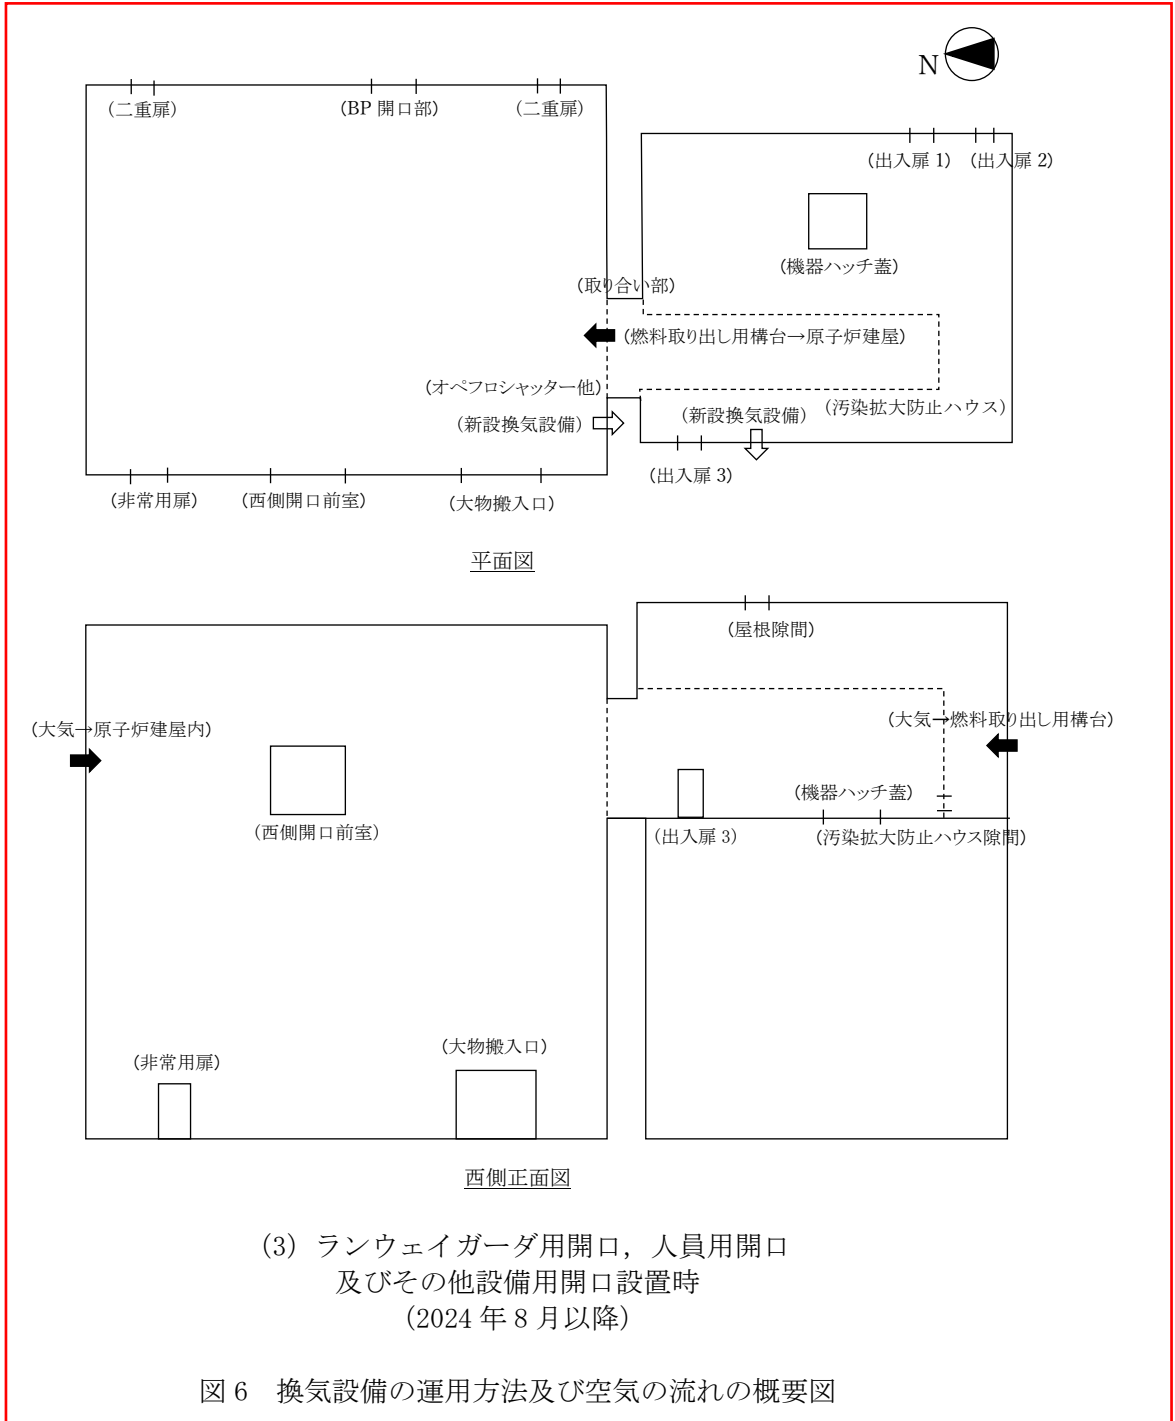 N
(二重扉)
(BP 開口部)
(二重扉)
(出入扉 1)
(出入扉 2)
(機器ハッチ蓋)
(取り合い部)
(燃料取り出し用構台→原子炉建屋)
(オペフロシャッター他)
(新設換気設備)
(新設換気設備)
(汚染拡大防止ハウス)
(出入扉 3)
(非常用扉)
(西側開口前室)
(大物搬入口)
平面図
(屋根隙間)
(大気→原子炉建屋内)
(大気→燃料取り出し用構台)
(機器ハッチ蓋)
(西側開口前室)
(出入扉 3)
(汚染拡大防止ハウス隙間)
(大物搬入口)
(非常用扉)
西側正面図
(3) ランウェイガーダ用開口，人員用開口
及びその他設備用開口設置時
(2024 年 8 月以降)
図 6　換気設備の運用方法及び空気の流れの概要図